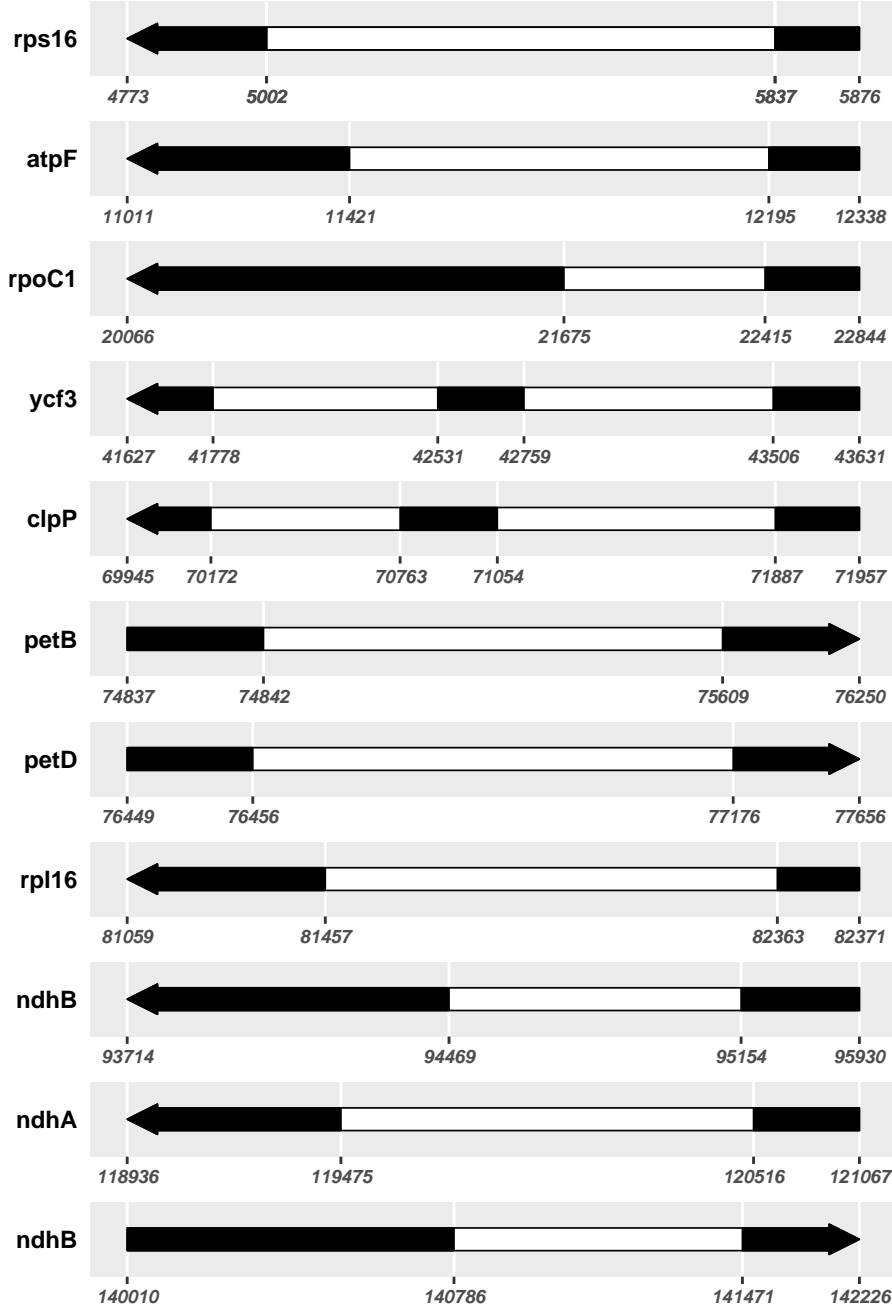 rps16
4773 5002 5837 5876
atpF
11011 11421 12195 12338
rpoC1
20066 21675 22415 22844
ycf3
41627 41778 42531 42759 43506 43631
clpP
69945 70172 70763 71054 71887 71957
petB
74837 74842 75609 76250
petD
76449 76456 77176 77656
rpl16
81059 81457 82363 82371
ndhB
93714 94469 95154 95930
ndhA
118936 119475 120516 121067
ndhB
140010 140786 141471 142226